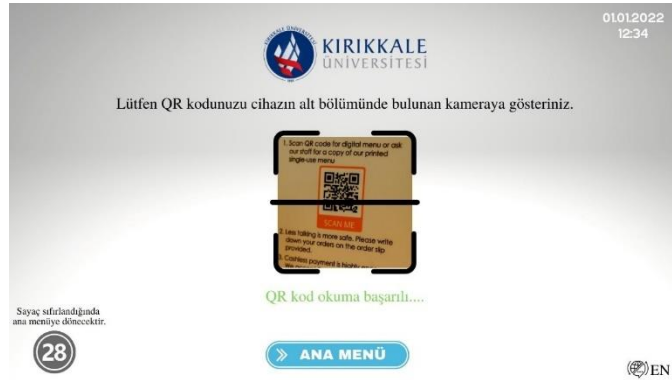 01.01.2022
12:34
KIRIKKALE
ÜNİVERSİTESİ
Lütfen QR kodunuzu cihazın alt bölümünde bulunan kameraya gösteriniz.
1. Scan QR code for digital menu or ask
our staff for a copy of our printed
single-use menu
SCAN ME
2. Less talking is more safe. Please write
down your orders on the order slip
provided.
3. Cashless payment is highly
QR kod okuma başarılı....
Sayaç sıfırlandığında
ana menüye dönecektir.
28
ANA MENÜ
EN